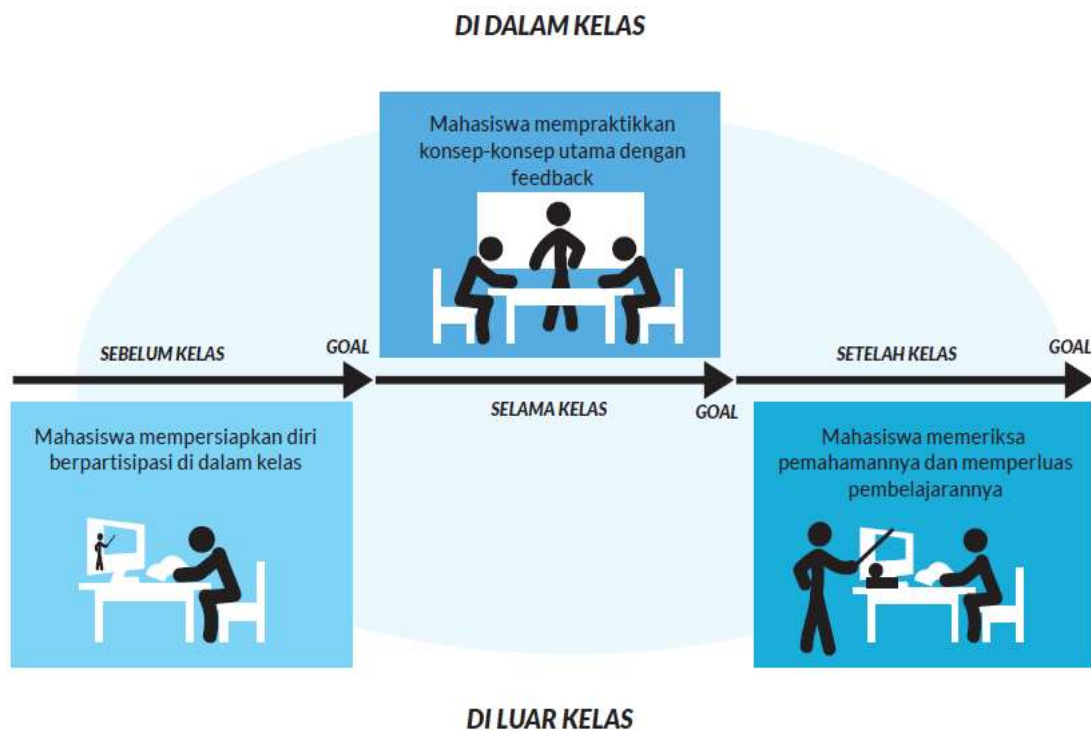 DI DALAM KELAS
Mahasiswa mempraktikkan
konsep-konsep utama dengan
feedback
SEBELUM KELAS
GOAL
SELAMA KELAS
GOAL
SETELAH KELAS
GOAL
Mahasiswa mempersiapkan diri
berpartisipasi di dalam kelas
Mahasiswa memeriksa
pemahamannya dan memperluas
pembelajarannya
DI LUAR KELAS